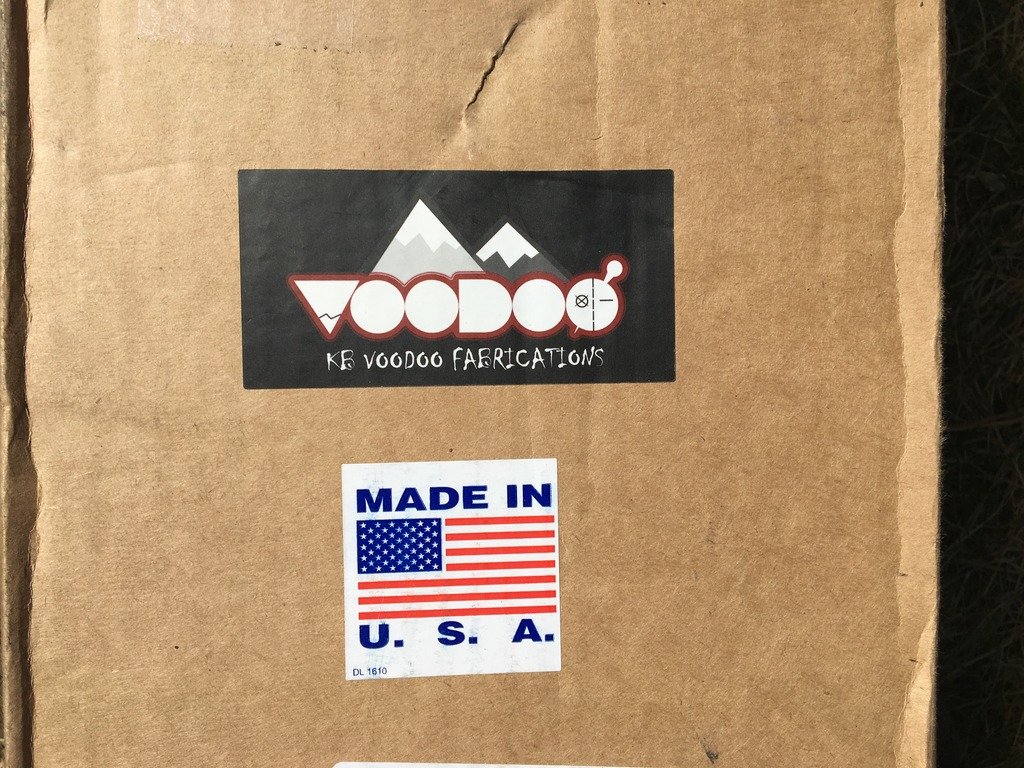 VOODOO
KB VOODOO FABRICATIONS
MADE IN
U. S. A.
DL 1610